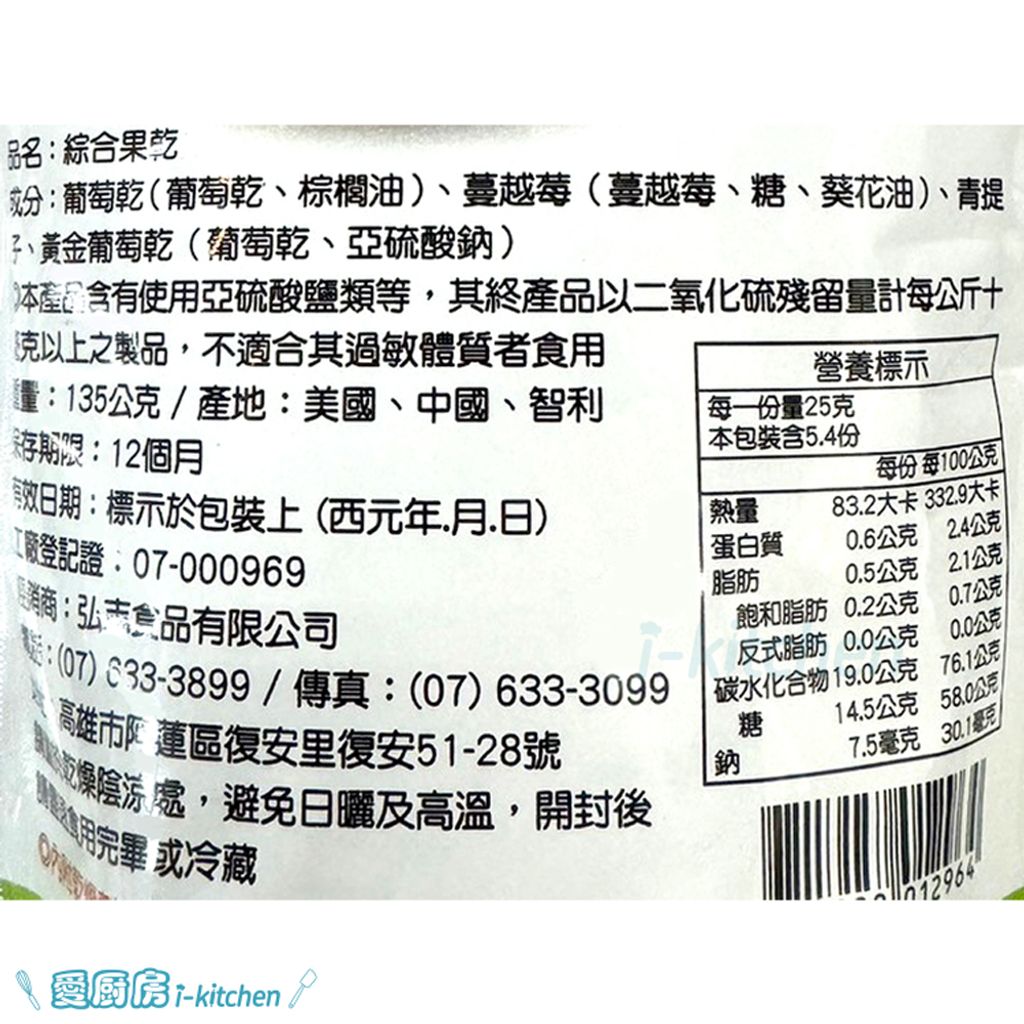 品名：綜合果乾
成分：葡萄乾（葡萄乾、棕櫚油）、蔓越莓（蔓越莓、糖、葵花油）、青提
子、黃金葡萄乾（葡萄乾、亞硫酸鈉）
本產品含有使用亞硫酸鹽類等，其終產品以二氧化硫殘留量計每公斤十
毫克以上之製品，不適合其過敏體質者食用
重量：135公克 / 產地：美國、中國、智利
保存期限：12個月
有效日期：標示於包裝上 (西元年.月.日)
工廠登記證：07-000969
經銷商：弘志食品有限公司
電話：(07) 633-3899 / 傳真：(07) 633-3099
高雄市阿蓮區復安里復安51-28號
乾燥陰涼處，避免日曬及高溫，開封後
食用完畢或冷藏
營養標示
每一份量25克
本包裝含5.4份
每份 每100公克
熱量 83.2大卡 332.9大卡
蛋白質 0.6公克 2.4公克
脂肪 0.5公克 2.1公克
飽和脂肪 0.2公克 0.7公克
反式脂肪 0.0公克 0.0公克
碳水化合物 19.0公克 76.1公克
糖 14.5公克 58.0公克
鈉 7.5毫克 30.1毫克
012964
i-kitchen
愛廚房 i-kitchen